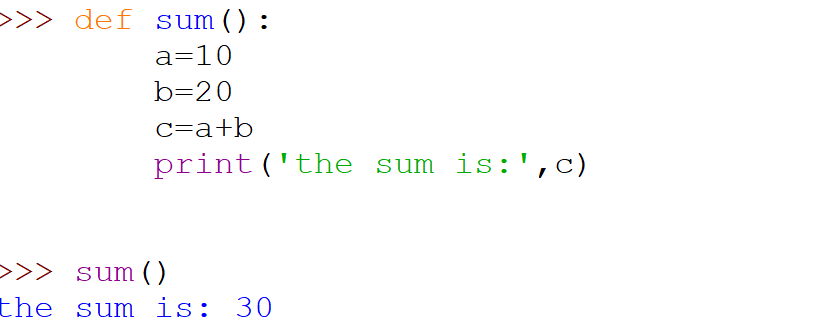 >>> def sum():
        a=10
        b=20
        c=a+b
        print('the sum is:',c)
>>> sum()
the sum is: 30